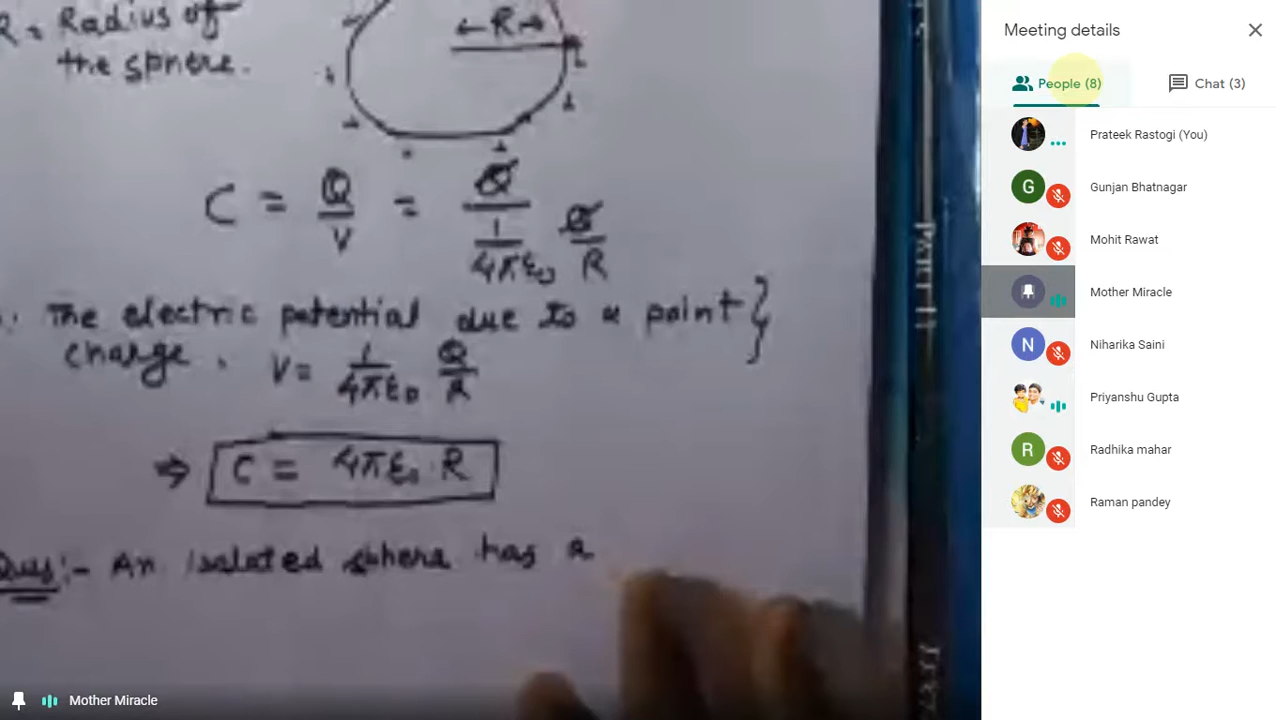 R = Radius of
the sphere.
← R →
C = Q/V = Q / (1/4πε₀ Q/R)
The electric potential due to a point }
charge. V = 1/4πε₀ Q/R
⇒ C = 4πε₀ R
Ques:- An isolated sphere has a
Mother Miracle
Meeting details
People (8)
Chat (3)
Prateek Rastogi (You)
G Gunjan Bhatnagar
Mohit Rawat
Mother Miracle
N Niharika Saini
Priyanshu Gupta
R Radhika mahar
Raman pandey